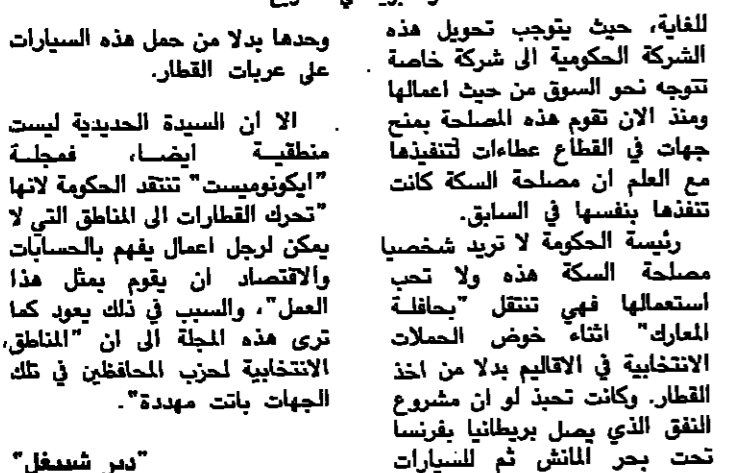 للغاية، حيث يتوجب تحويل هذه
الشركة الحكومية الى شركة خاصة
تتوجه نحو السوق من حيث اعمالها
ومنذ الان تقوم هذه المصلحة بمنح
جهات في القطاع عطاءات لتنفيذها
مع العلم ان مصلحة السكة كانت
تنفذها بنفسها في السابق.
رئيسة الحكومة لا تريد شخصيا
مصلحة السكة هذه ولا تحب
استعمالها فهي تنتقل "بحافلة
المعارك" اثناء خوض الحملات
الانتخابية في الاقاليم بدلا من اخذ
القطار. وكانت تحبذ لو ان مشروع
النفق الذي يصل بريطانيا بفرنسا
تحت بحر المانش ثم للسيارات
وحدها بدلا من حمل هذه السيارات
على عربات القطار.
الا ان السيدة الحديدية ليست
منطقية ايضا، فمجلة
"ايكونوميست" تنتقد الحكومة لانها
"تحرك القطارات الى المناطق التي لا
يمكن لرجل اعمال يفهم بالحسابات
والاقتصاد ان يقوم بمثل هذا
العمل"، والسبب في ذلك يعود كما
ترى هذه المجلة الى ان "المناطق،
الانتخابية لحزب المحافظين في تلك
الجهات باتت مهددة".
"دير شبيغل"